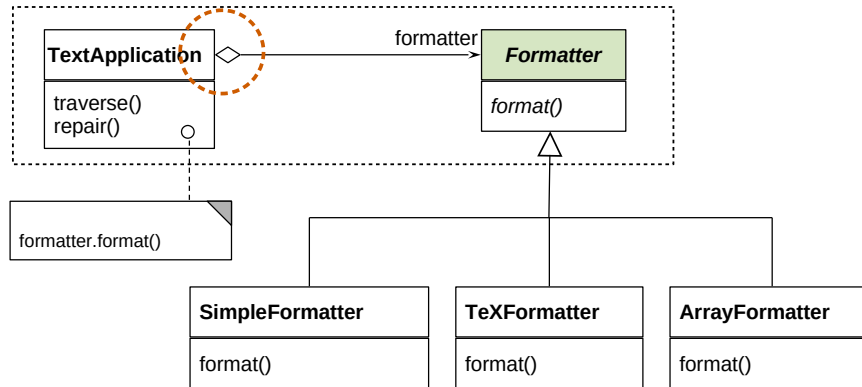 formatter
TextApplication
Formatter
traverse()
repair()
format()
formatter.format()
SimpleFormatter
TeXFormatter
ArrayFormatter
format()
format()
format()